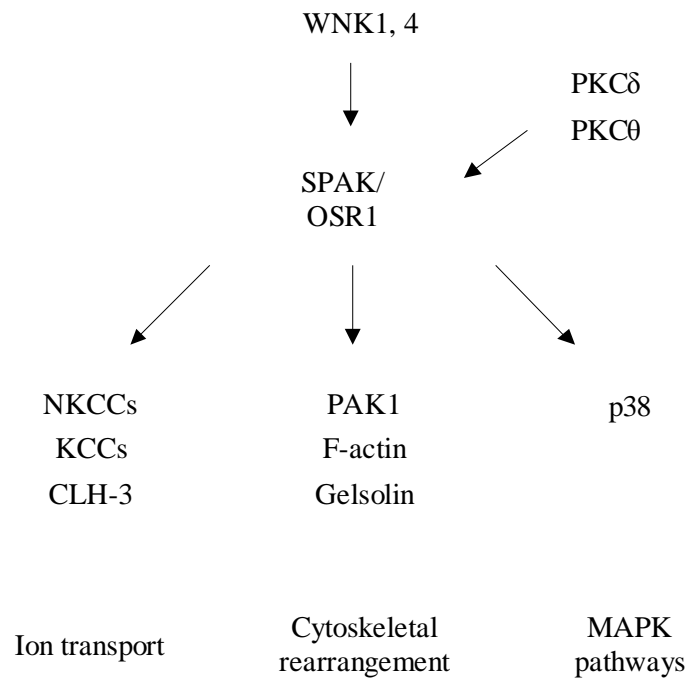 WNK1, 4
PKCδ
PKCθ
SPAK/
OSR1
NKCCs
KCCs
CLH-3
PAK1
F-actin
Gelsolin
p38
Ion transport
Cytoskeletal
rearrangement
MAPK
pathways